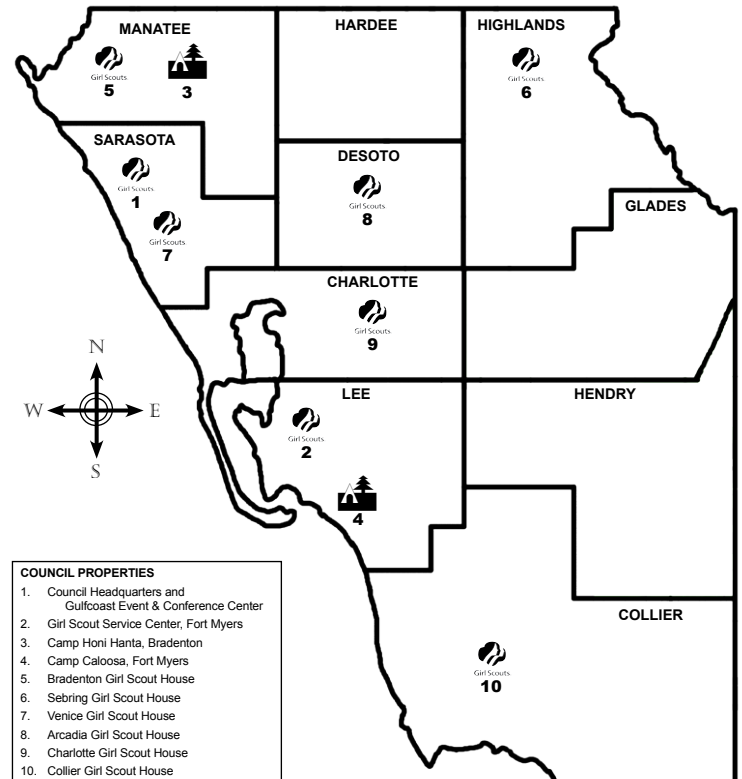 MANATEE
HARDEE
HIGHLANDS
Girl Scouts
5
3
Girl Scouts
6
SARASOTA
Girl Scouts
1
Girl Scouts
7
DESOTO
Girl Scouts
8
GLADES
CHARLOTTE
Girl Scouts
9
N
W
E
S
LEE
Girl Scouts
2
4
HENDRY
COLLIER
Girl Scouts
10
COUNCIL PROPERTIES
1. Council Headquarters and
Gulfcoast Event & Conference Center
2. Girl Scout Service Center, Fort Myers
3. Camp Honi Hanta, Bradenton
4. Camp Caloosa, Fort Myers
5. Bradenton Girl Scout House
6. Sebring Girl Scout House
7. Venice Girl Scout House
8. Arcadia Girl Scout House
9. Charlotte Girl Scout House
10. Collier Girl Scout House